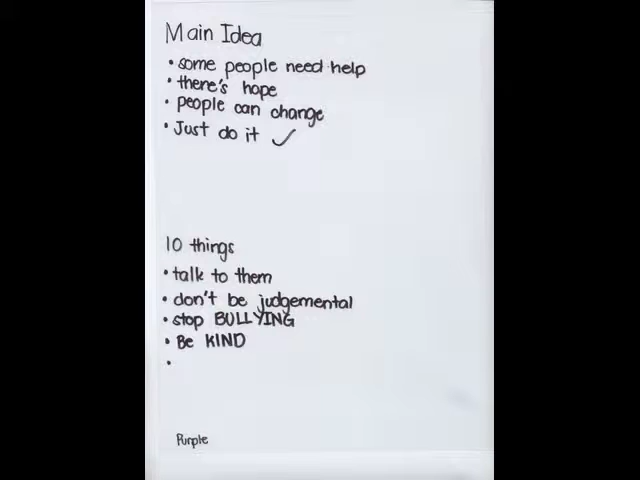 Main Idea
• some people need help
• there's hope
• people can change
• Just do it ✓
10 things
• talk to them
• don't be judgemental
• stop BULLYING
• Be KIND
•
Purple